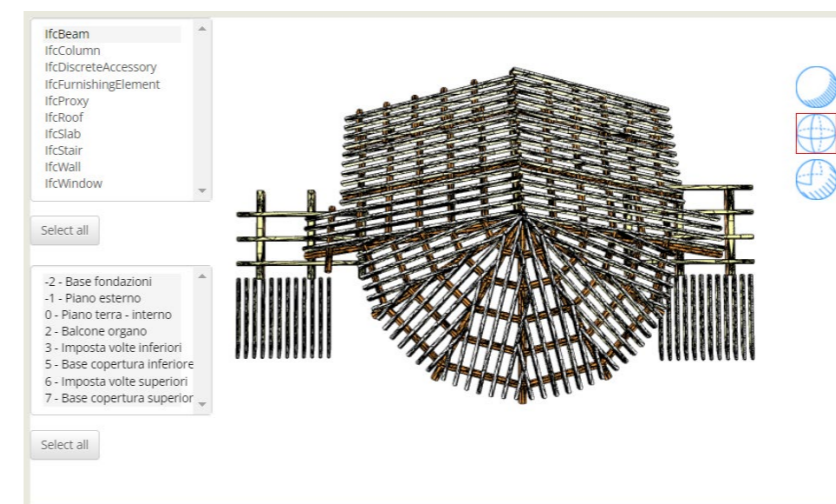 IfcBeam
IfcColumn
IfcDiscreteAccessory
IfcFurnishingElement
IfcProxy
IfcRoof
IfcSlab
IfcStair
IfcWall
IfcWindow
Select all
-2 - Base fondazioni
-1 - Piano esterno
0 - Piano terra - interno
2 - Balcone organo
3 - Imposta volte inferiori
5 - Base copertura inferiore
6 - Imposta volte superiori
7 - Base copertura superior
Select all